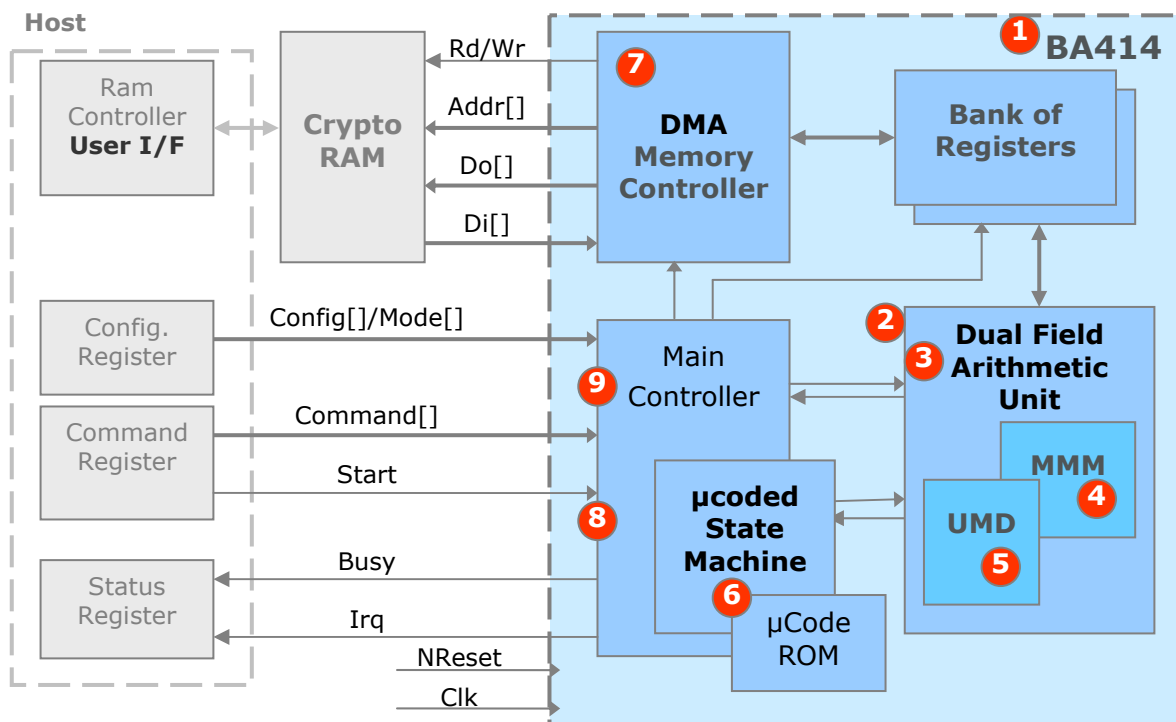 Host
1
BA414
Ram
Controller
User I/F
Crypto
RAM
Rd/Wr
Addr[]
Do[]
Di[]
7
DMA
Memory
Controller
Bank of
Registers
Config.
Register
Config[]/Mode[]
Main
Controller
9
2
3
Dual Field
Arithmetic
Unit
Command
Register
Command[]
Start
8
µcoded
State
Machine
6
µCode
ROM
MMM
4
UMD
5
Status
Register
Busy
Irq
NReset
Clk